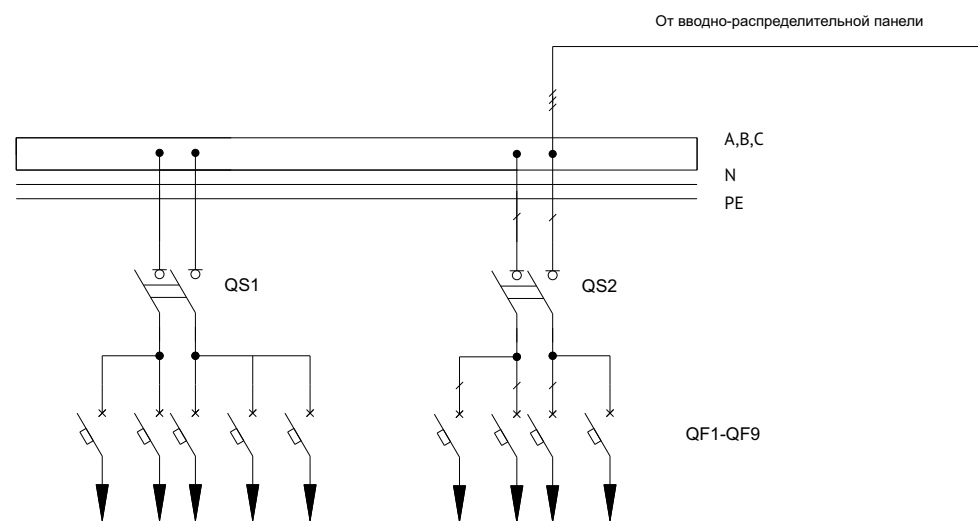 От вводно-распределительной панели
A,B,C
N
PE
QS1
QS2
QF1-QF9